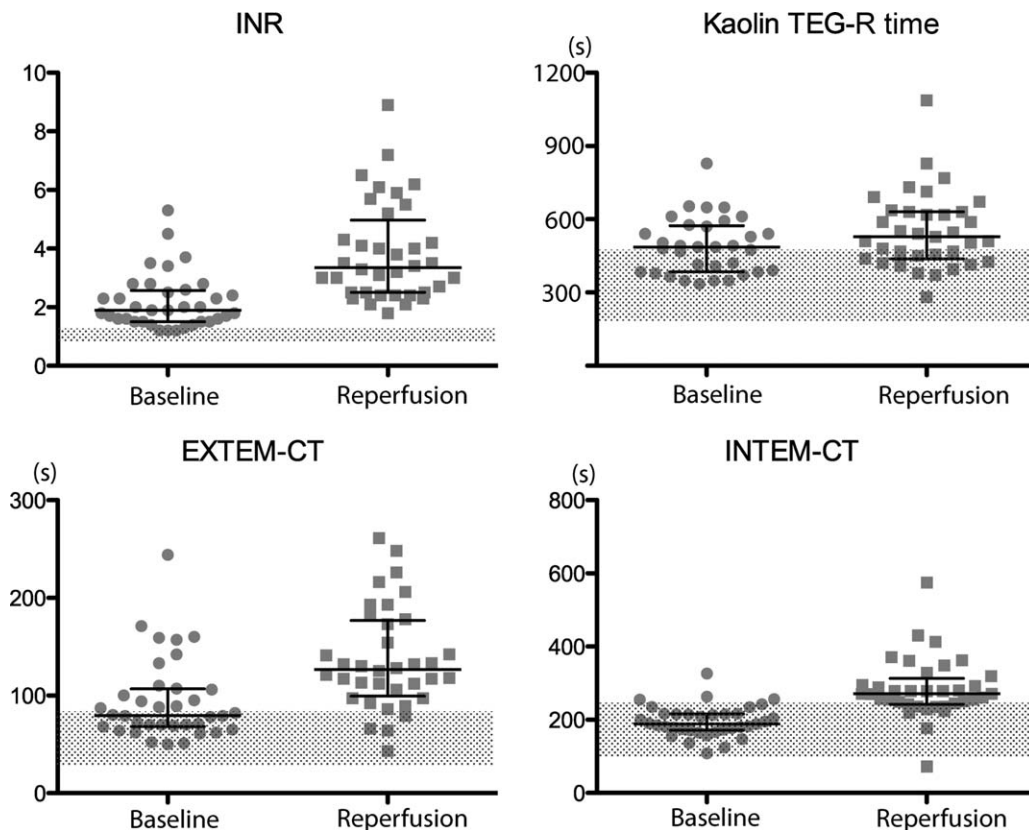 INR
10
8
6
4
2
0
Baseline Reperfusion
Kaolin TEG-R time
(s)
1200
900
600
300
Baseline Reperfusion
EXTEM-CT
(s)
300
200
100
0
Baseline Reperfusion
INTEM-CT
(s)
800
600
400
200
0
Baseline Reperfusion